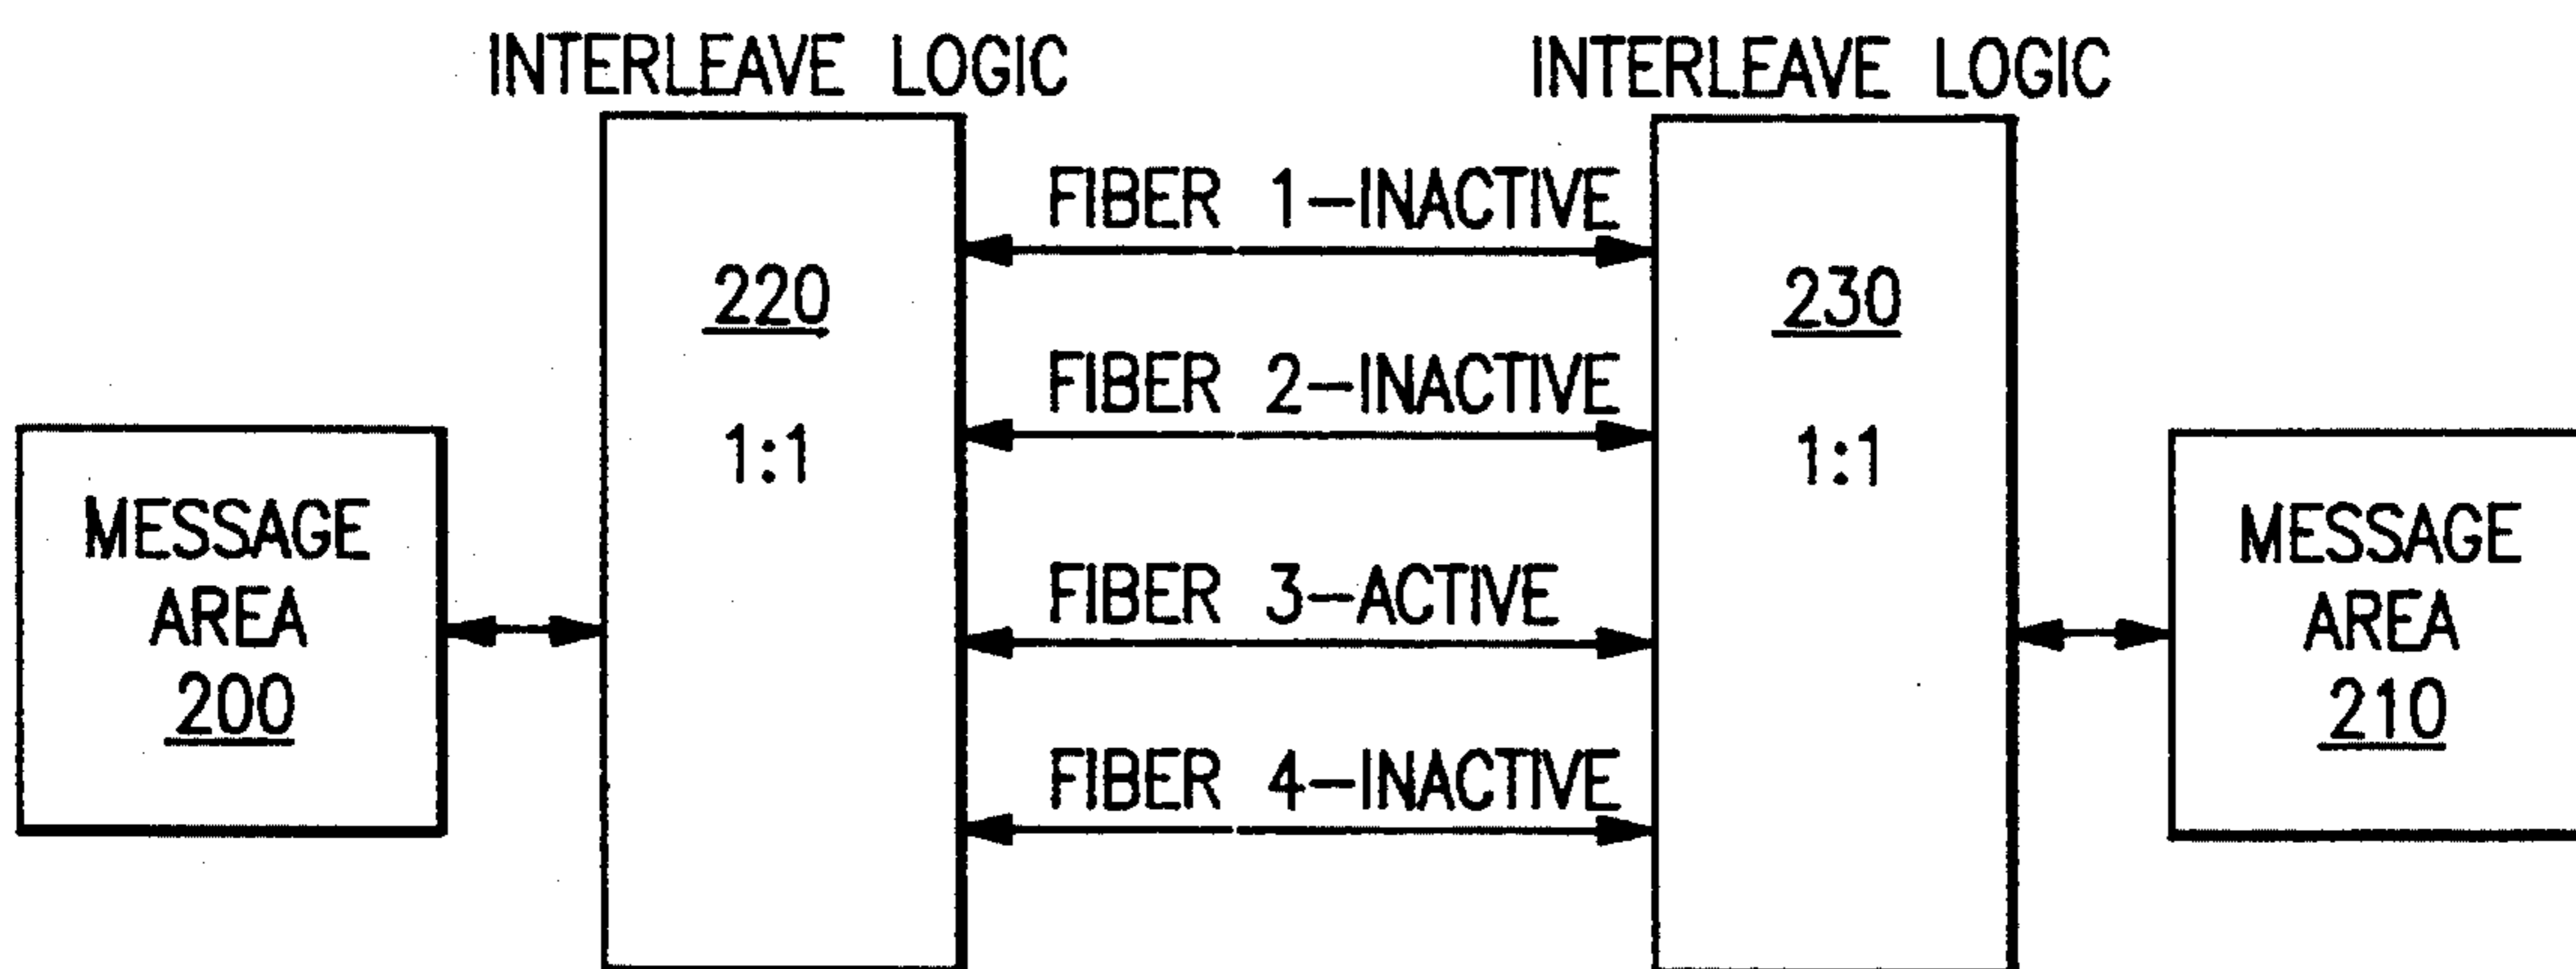 INTERLEAVE LOGIC
INTERLEAVE LOGIC
FIBER 1-INACTIVE
220
230
FIBER 2-INACTIVE
1:1
1:1
MESSAGE
AREA
200
FIBER 3-ACTIVE
MESSAGE
AREA
210
FIBER 4-INACTIVE